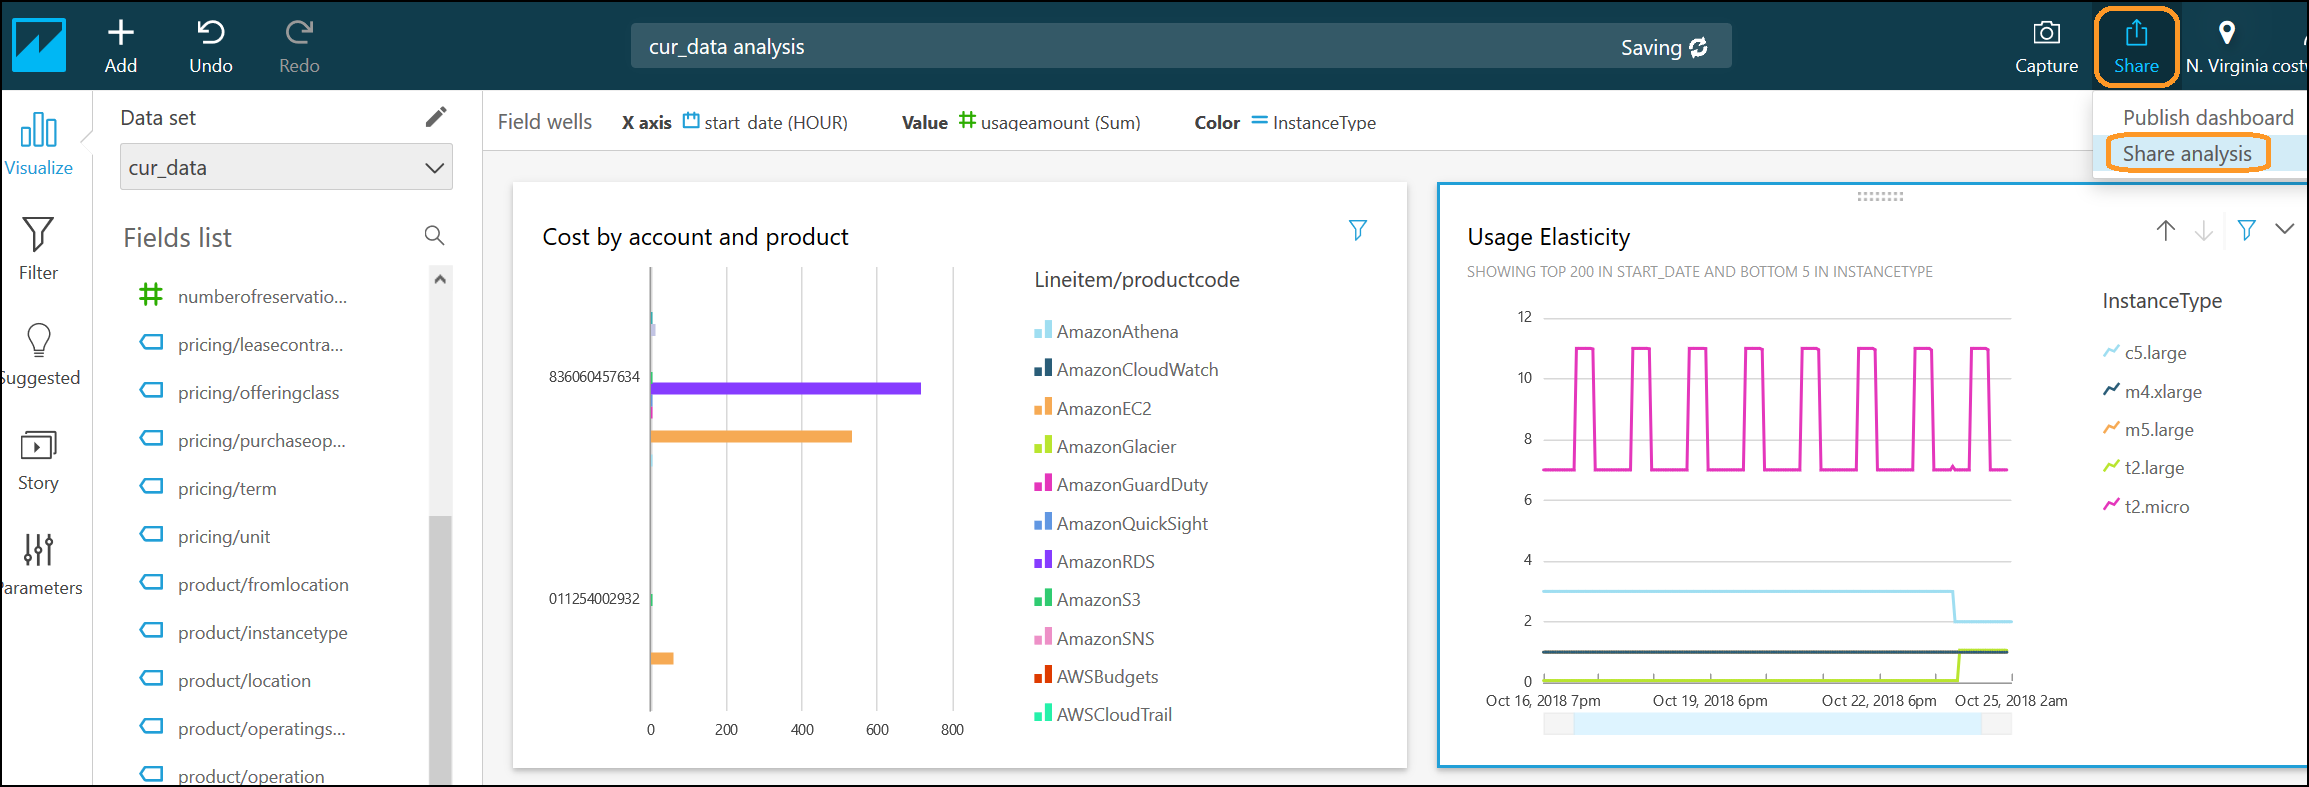 Add
Undo
Redo
cur_data analysis
Saving
Capture
Share
N. Virginia
Publish dashboard
Share analysis
Visualize
Filter
Suggested
Story
Parameters
Data set
cur_data
Fields list
numberofreservatio...
pricing/leasecontra...
pricing/offeringclass
pricing/purchaseop...
pricing/term
pricing/unit
product/fromlocation
product/instancetype
product/location
product/operatings...
product/operation
Field wells
X axis start_date (HOUR)
Value usageamount (Sum)
Color InstanceType
Cost by account and product
836060457634
011254002932
0 200 400 600 800
Lineitem/productcode
AmazonAthena
AmazonCloudWatch
AmazonEC2
AmazonGlacier
AmazonGuardDuty
AmazonQuickSight
AmazonRDS
AmazonS3
AmazonSNS
AWSBudgets
AWSCloudTrail
Usage Elasticity
SHOWING TOP 200 IN START_DATE AND BOTTOM 5 IN INSTANCETYPE
12
10
8
6
4
2
0
Oct 16, 2018 7pm Oct 19, 2018 6pm Oct 22, 2018 6pm Oct 25, 2018 2am
InstanceType
c5.large
m4.xlarge
m5.large
t2.large
t2.micro